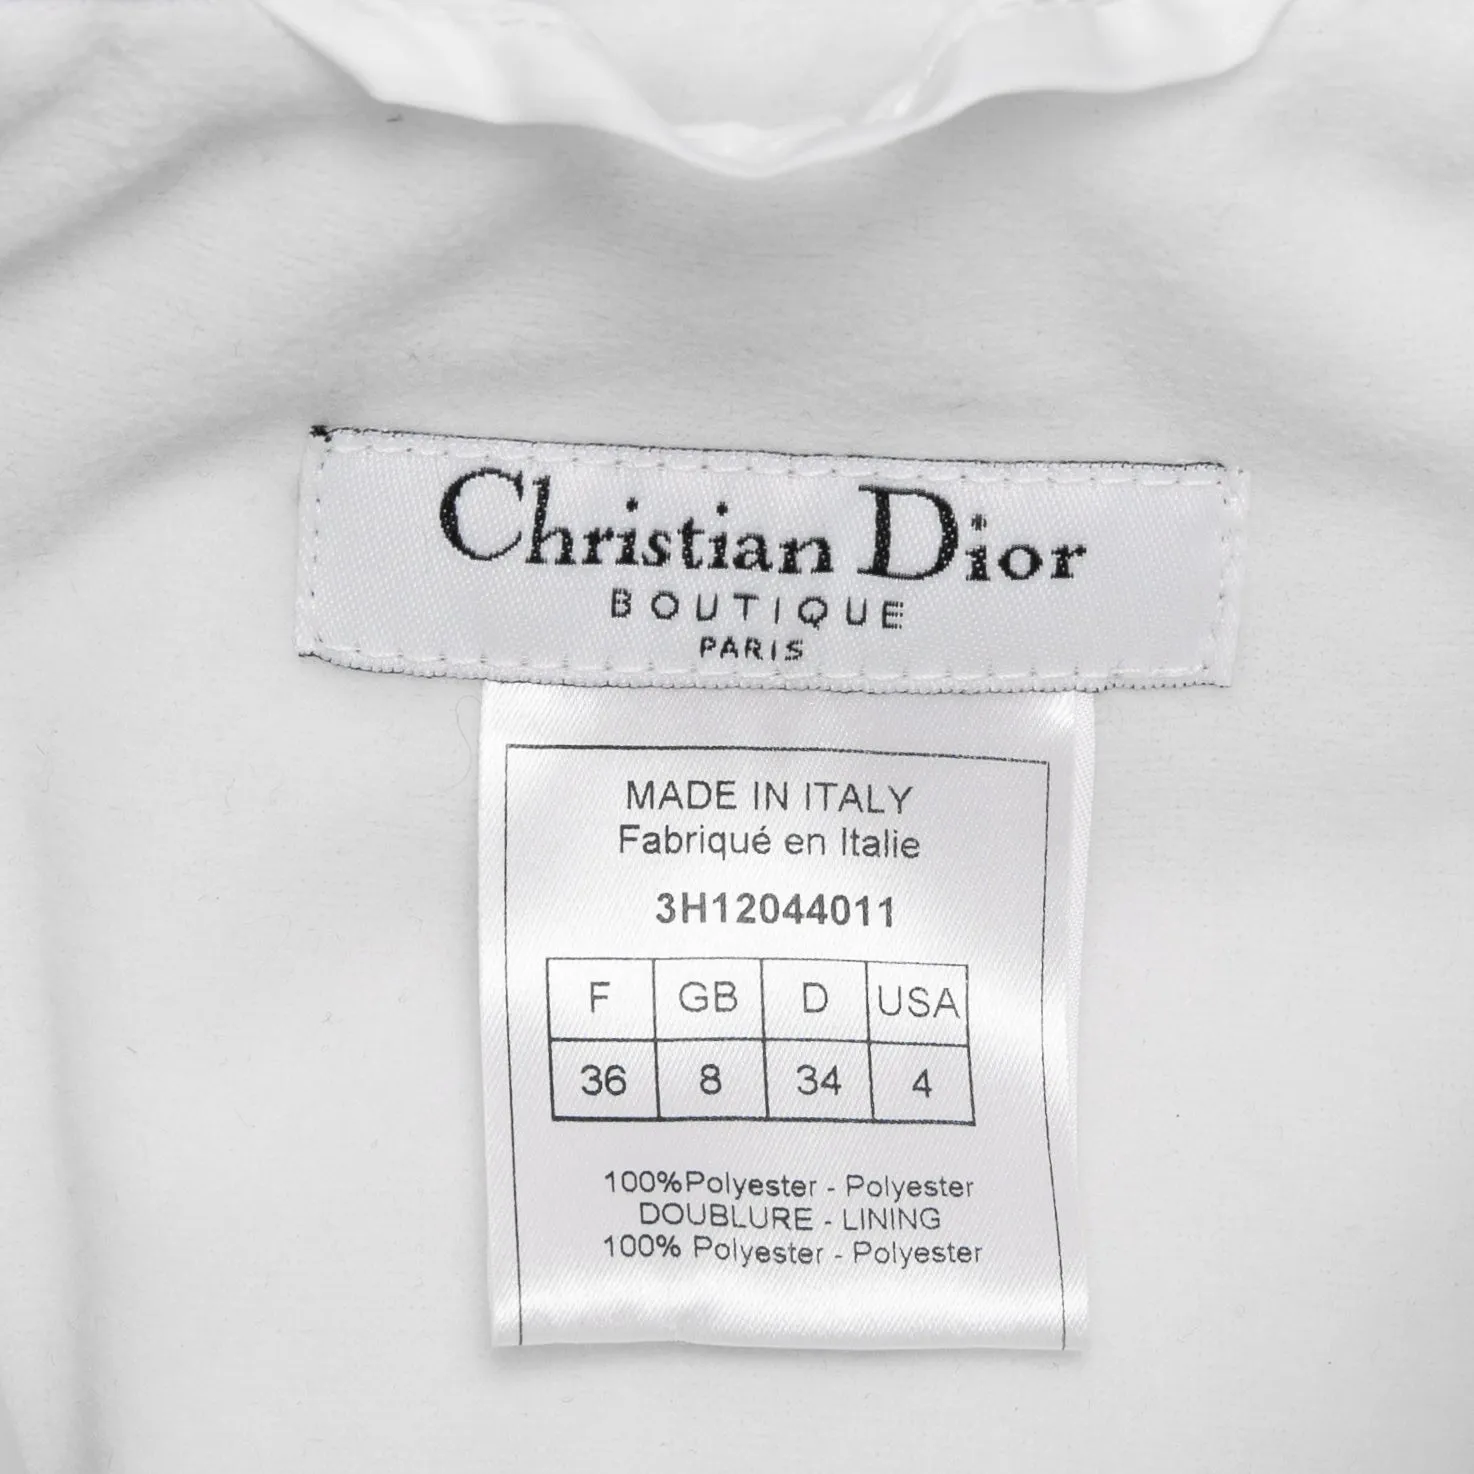 Christian Dior
BOUTIQUE
PARIS
MADE IN ITALY
Fabriqué en Italie
3H12044011
F GB D USA
36 8 34 4
100%Polyester - Polyester
DOUBLURE - LINING
100% Polyester - Polyester